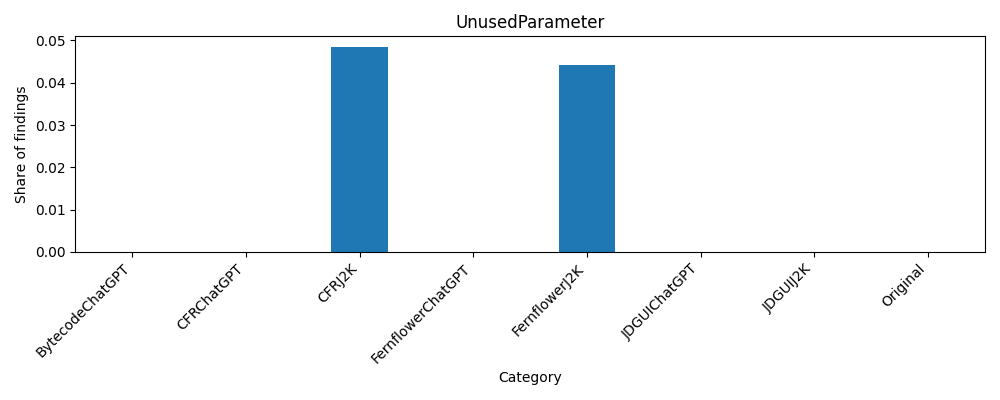 UnusedParameter
Share of findings
0.05
0.04
0.03
0.02
0.01
0.00
BytecodeChatGPT
CFRChatGPT
CFRJ2K
FernflowerChatGPT
FernflowerJ2K
JDGUIChatGPT
JDGUIJ2K
Original
Category